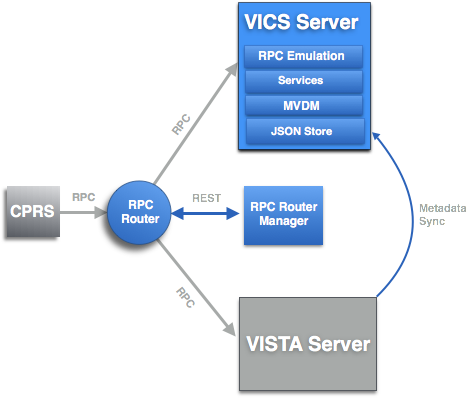 VICS Server
RPC Emulation
Services
MVDM
JSON Store
RPC
CPRS
RPC
RPC
Router
REST
RPC Router
Manager
Metadata
Sync
RPC
VISTA Server